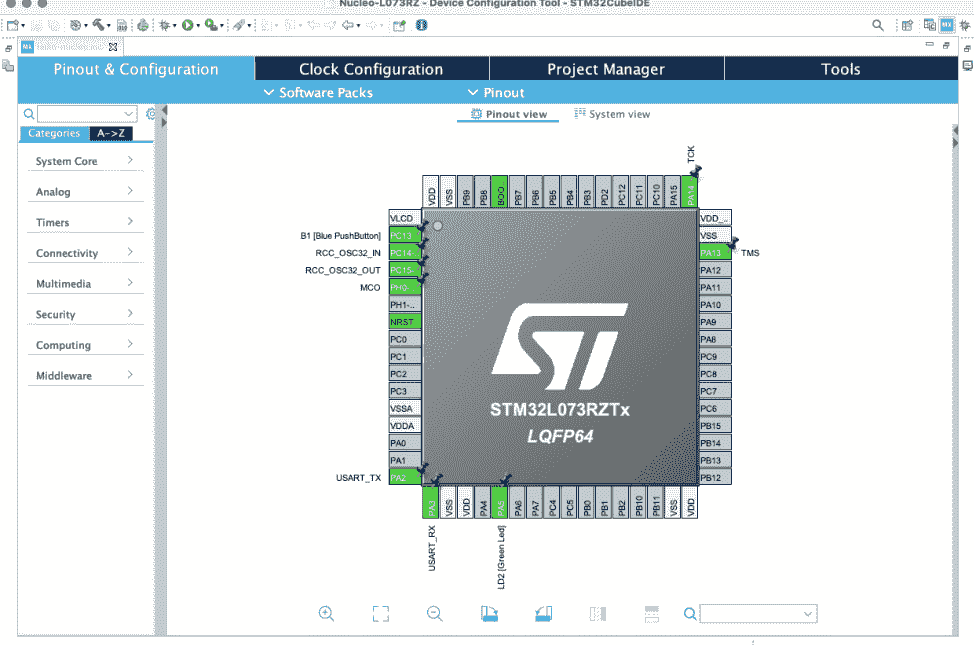 Nucleo-L073RZ - Device Configuration Tool - STM32CubeIDE
MX
Pinout & Configuration
Clock Configuration
Project Manager
Tools
Software Packs
Pinout
Pinout view
System view
Categories
A->Z
System Core
Analog
Timers
Connectivity
Multimedia
Security
Computing
Middleware
TCK
VDD
VSS
PB9
PB8
BOO
PB7
PB6
PB5
PB4
PB3
PD2
PC12
PC11
PC10
PA15
PA14
VLCD
B1 [Blue PushButton] PC13-
RCC_OSC32_IN PC14-
RCC_OSC32_OUT PC15-
MCO PH0-..
PH1-..
NRST
PC0
PC1
PC2
PC3
VSSA
VDDA
PA0
PA1
USART_TX PA2
VDD_..
VSS
PA13 TMS
PA12
PA11
PA10
PA9
PA8
PC9
PC8
PC7
PC6
PB15
PB14
PB13
PB12
ST
STM32L073RZTx
LQFP64
PA3
VSS
VDD
PA4
PA5
PA6
PA7
PC4
PC5
PB0
PB1
PB2
PB10
PB11
VSS
VDD
USART_RX
LD2 [Green Led]